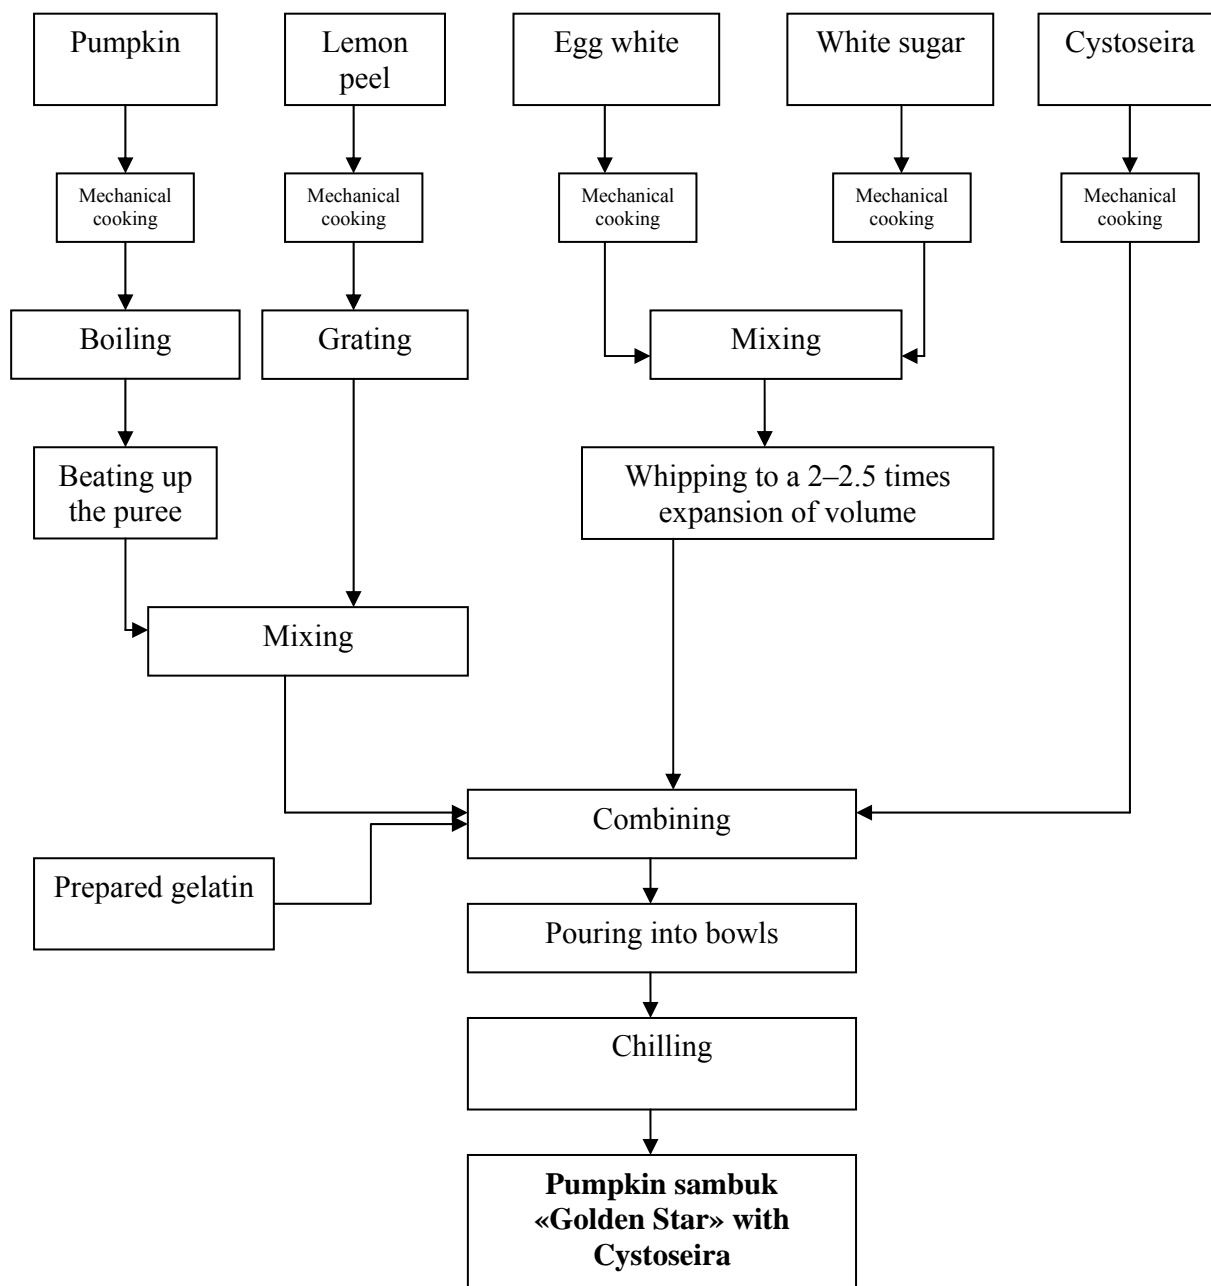 Pumpkin
Lemon
peel
Egg white
White sugar
Cystoseira
Mechanical
cooking
Mechanical
cooking
Mechanical
cooking
Mechanical
cooking
Mechanical
cooking
Boiling
Grating
Mixing
Beating up
the puree
Whipping to a 2–2.5 times
expansion of volume
Mixing
Combining
Prepared gelatin
Pouring into bowls
Chilling
Pumpkin sambuk
«Golden Star» with
Cystoseira